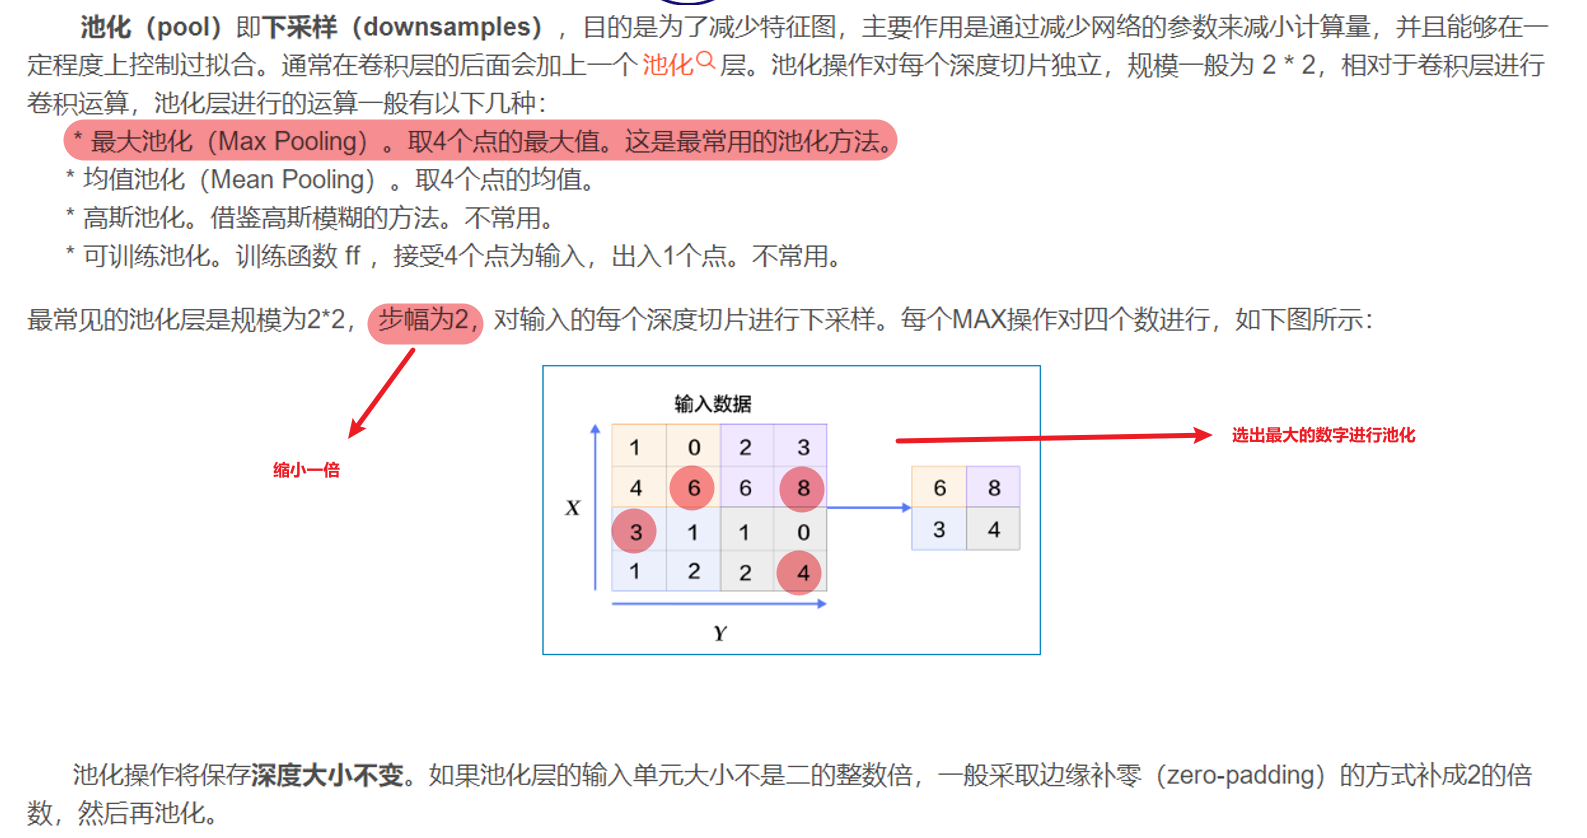 池化（pool）即下采样（downsamples），目的是为了减少特征图，主要作用是通过减少网络的参数来减小计算量，并且能够在一
定程度上控制过拟合。通常在卷积层的后面会加上一个 池化 层。池化操作对每个深度切片独立，规模一般为 2 * 2，相对于卷积层进行
卷积运算，池化层进行的运算一般有以下几种：
* 最大池化（Max Pooling）。取4个点的最大值。这是最常用的池化方法。
* 均值池化（Mean Pooling）。取4个点的均值。
* 高斯池化。借鉴高斯模糊的方法。不常用。
* 可训练池化。训练函数 ff ，接受4个点为输入，出入1个点。不常用。
最常见的池化层是规模为2*2，步幅为2，对输入的每个深度切片进行下采样。每个MAX操作对四个数进行，如下图所示：
缩小一倍
输入数据
选出最大的数字进行池化
1 0 2 3
4 6 6 8
3 1 1 0
1 2 2 4
X
Y
6 8
3 4
池化操作将保存深度大小不变。如果池化层的输入单元大小不是二的整数倍，一般采取边缘补零（zero-padding）的方式补成2的倍
数，然后再池化。